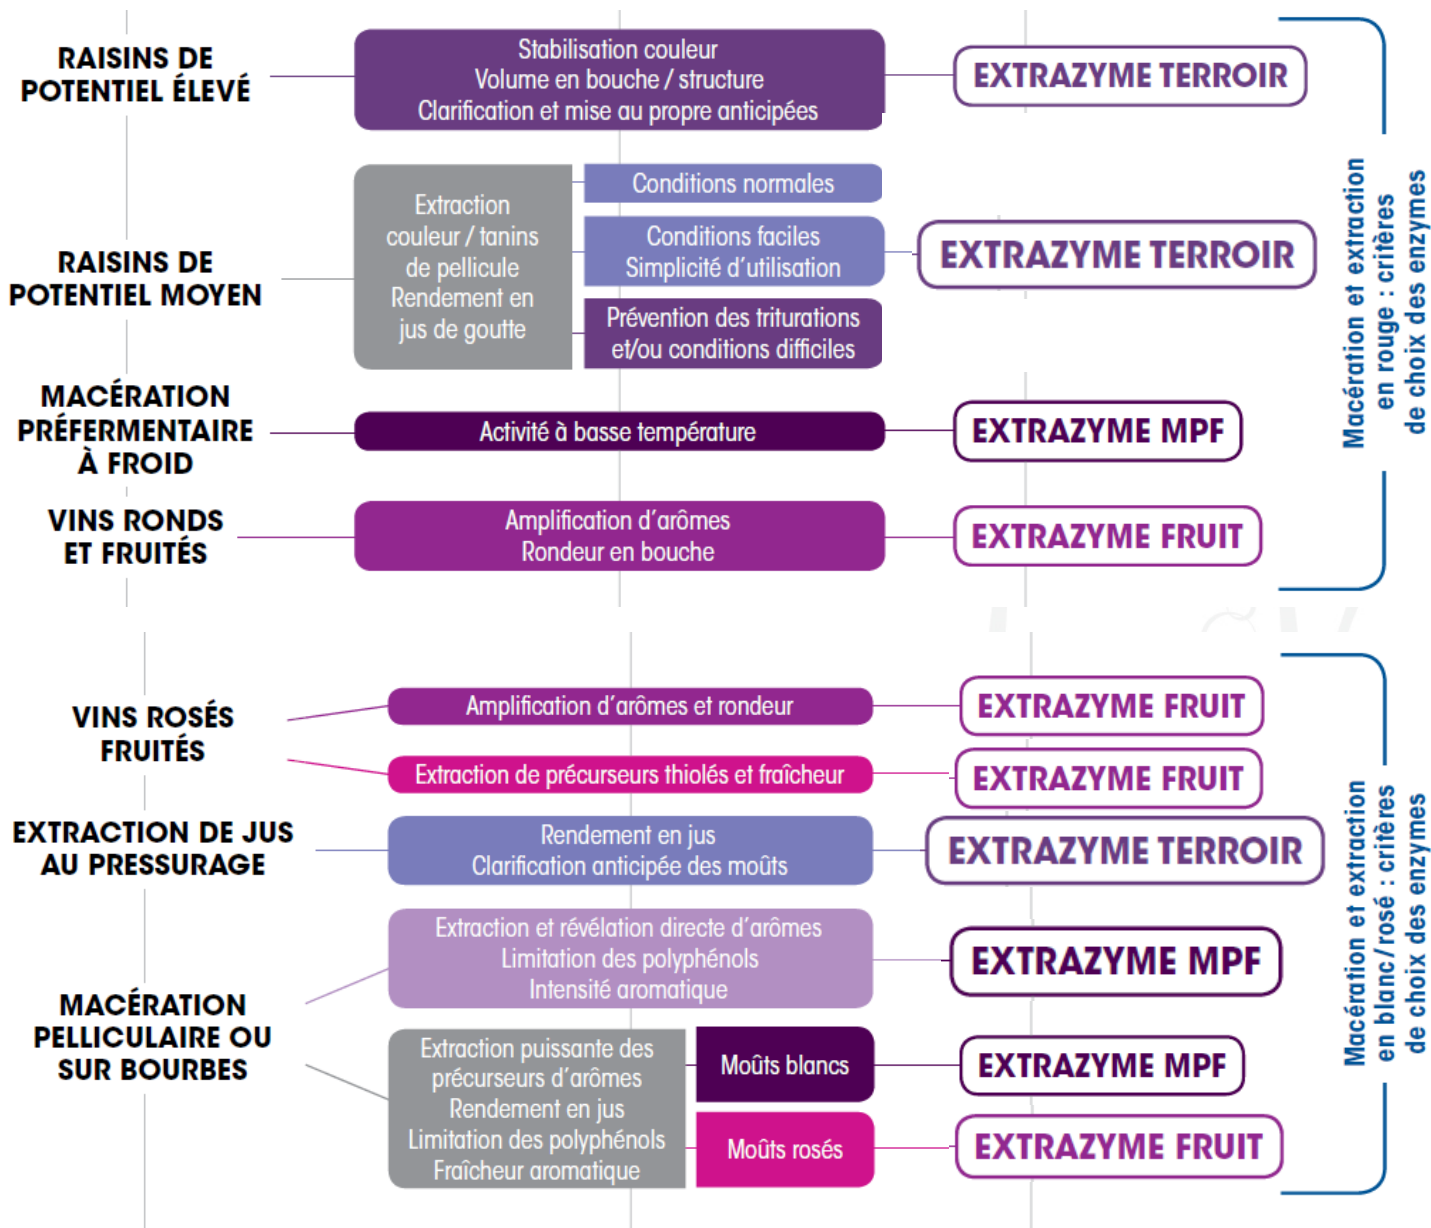 RAISINS DE
POTENTIEL ÉLEVÉ
Stabilisation couleur
Volume en bouche / structure
Clarification et mise au propre anticipées
EXTRAZYME TERROIR
RAISINS DE
POTENTIEL MOYEN
Extraction
couleur / tanins
de pellicule
Rendement en
jus de goutte
Conditions normales
Conditions faciles
Simplicité d'utilisation
Prévention des triturations
et/ou conditions difficiles
EXTRAZYME TERROIR
MACÉRATION
PRÉFERMENTAIRE
À FROID
Activité à basse température
EXTRAZYME MPF
VINS RONDS
ET FRUITÉS
Amplification d'arômes
Rondeur en bouche
EXTRAZYME FRUIT
Macération et extraction
en rouge : critères
de choix des enzymes
VINS ROSÉS
FRUITÉS
Amplification d'arômes et rondeur
EXTRAZYME FRUIT
Extraction de précurseurs thiolés et fraîcheur
EXTRAZYME FRUIT
EXTRACTION DE JUS
AU PRESSURAGE
Rendement en jus
Clarification anticipée des moûts
EXTRAZYME TERROIR
MACÉRATION
PELLICULAIRE OU
SUR BOURBES
Extraction et révélation directe d'arômes
Limitation des polyphénols
Intensité aromatique
EXTRAZYME MPF
Extraction puissante des
précurseurs d'arômes
Rendement en jus
Limitation des polyphénols
Fraîcheur aromatique
Moûts blancs
EXTRAZYME MPF
Moûts rosés
EXTRAZYME FRUIT
Macération et extraction
en blanc/rosé : critères
de choix des enzymes